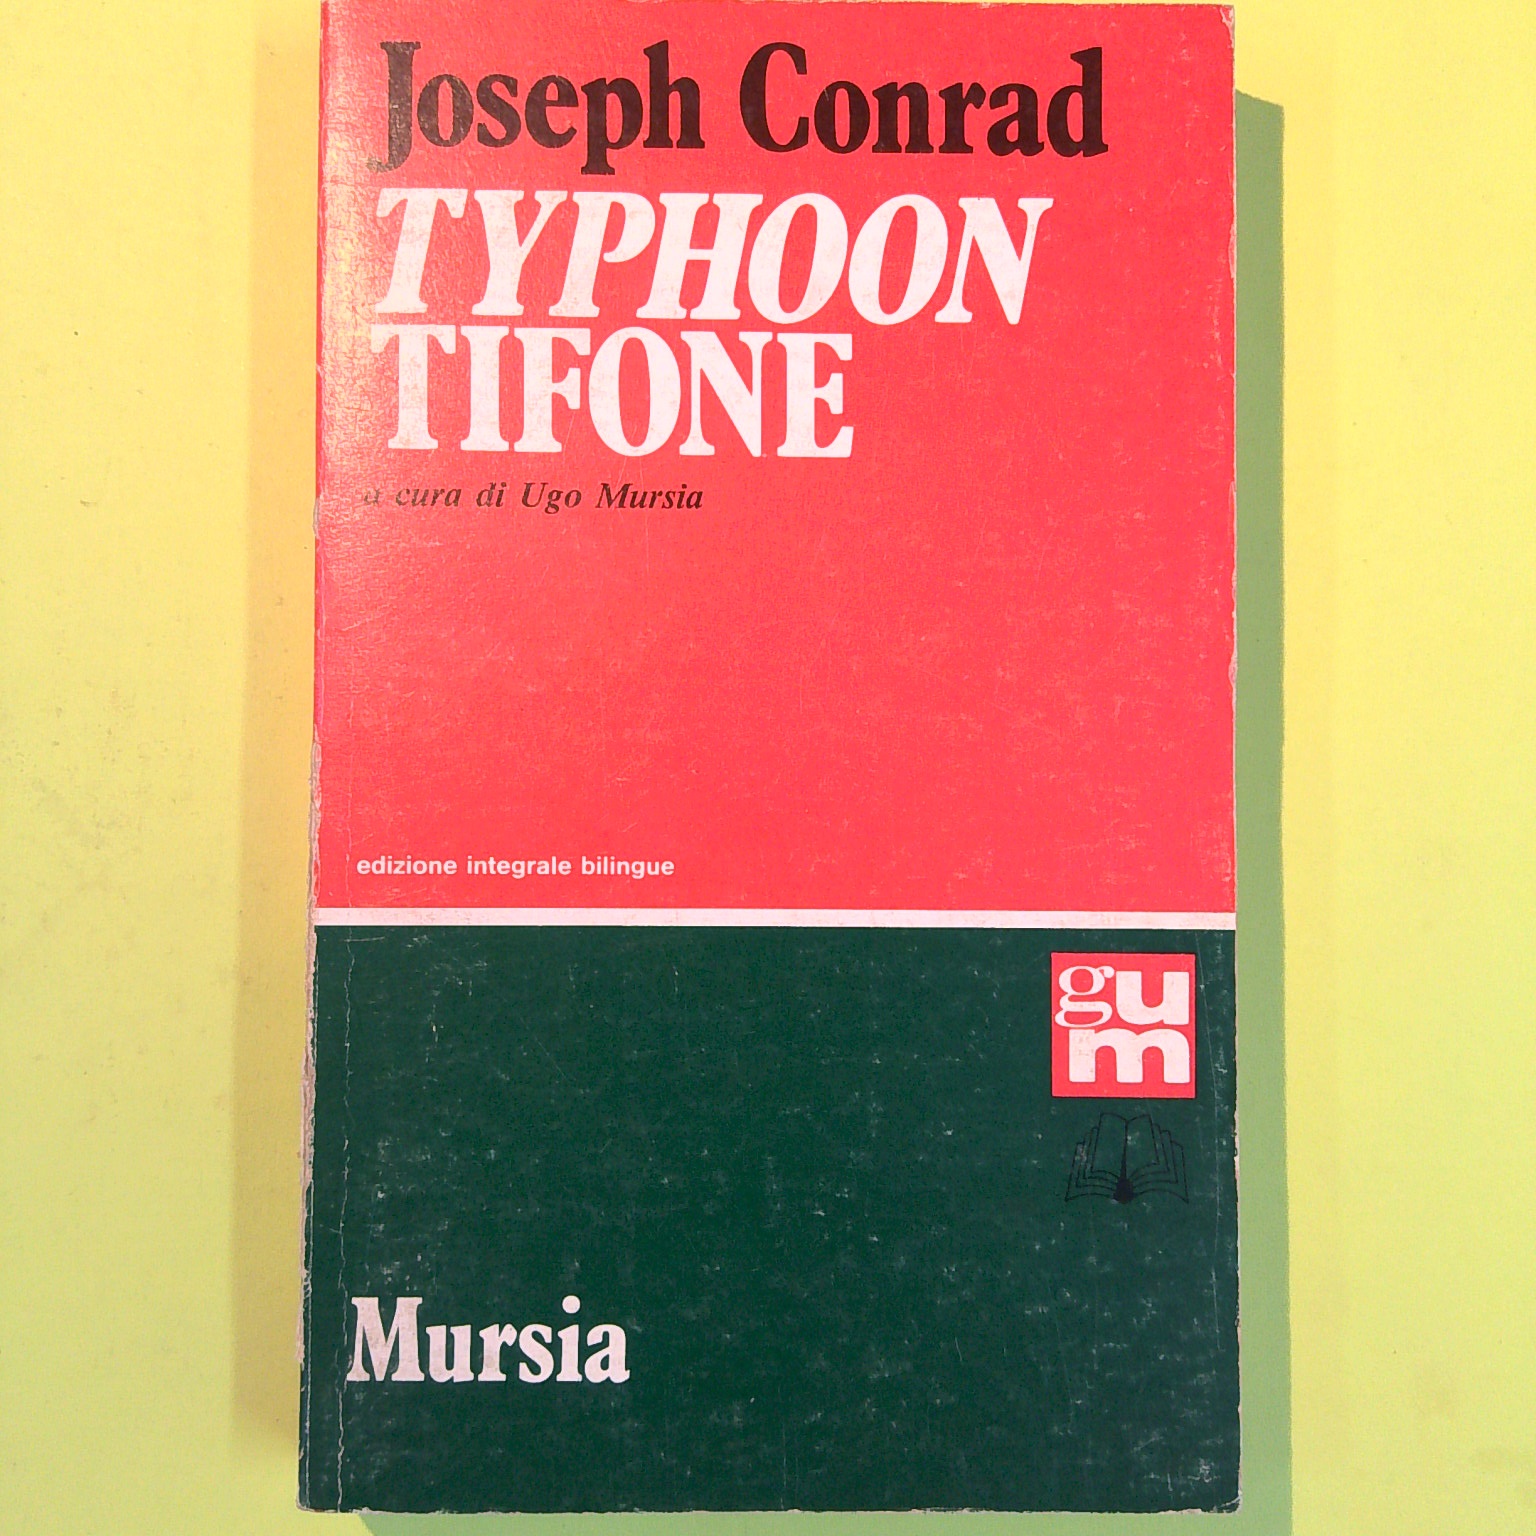 Joseph Conrad
TYPHOON
TIFONE
a cura di Ugo Mursia
edizione integrale bilingue
gu
m
Mursia